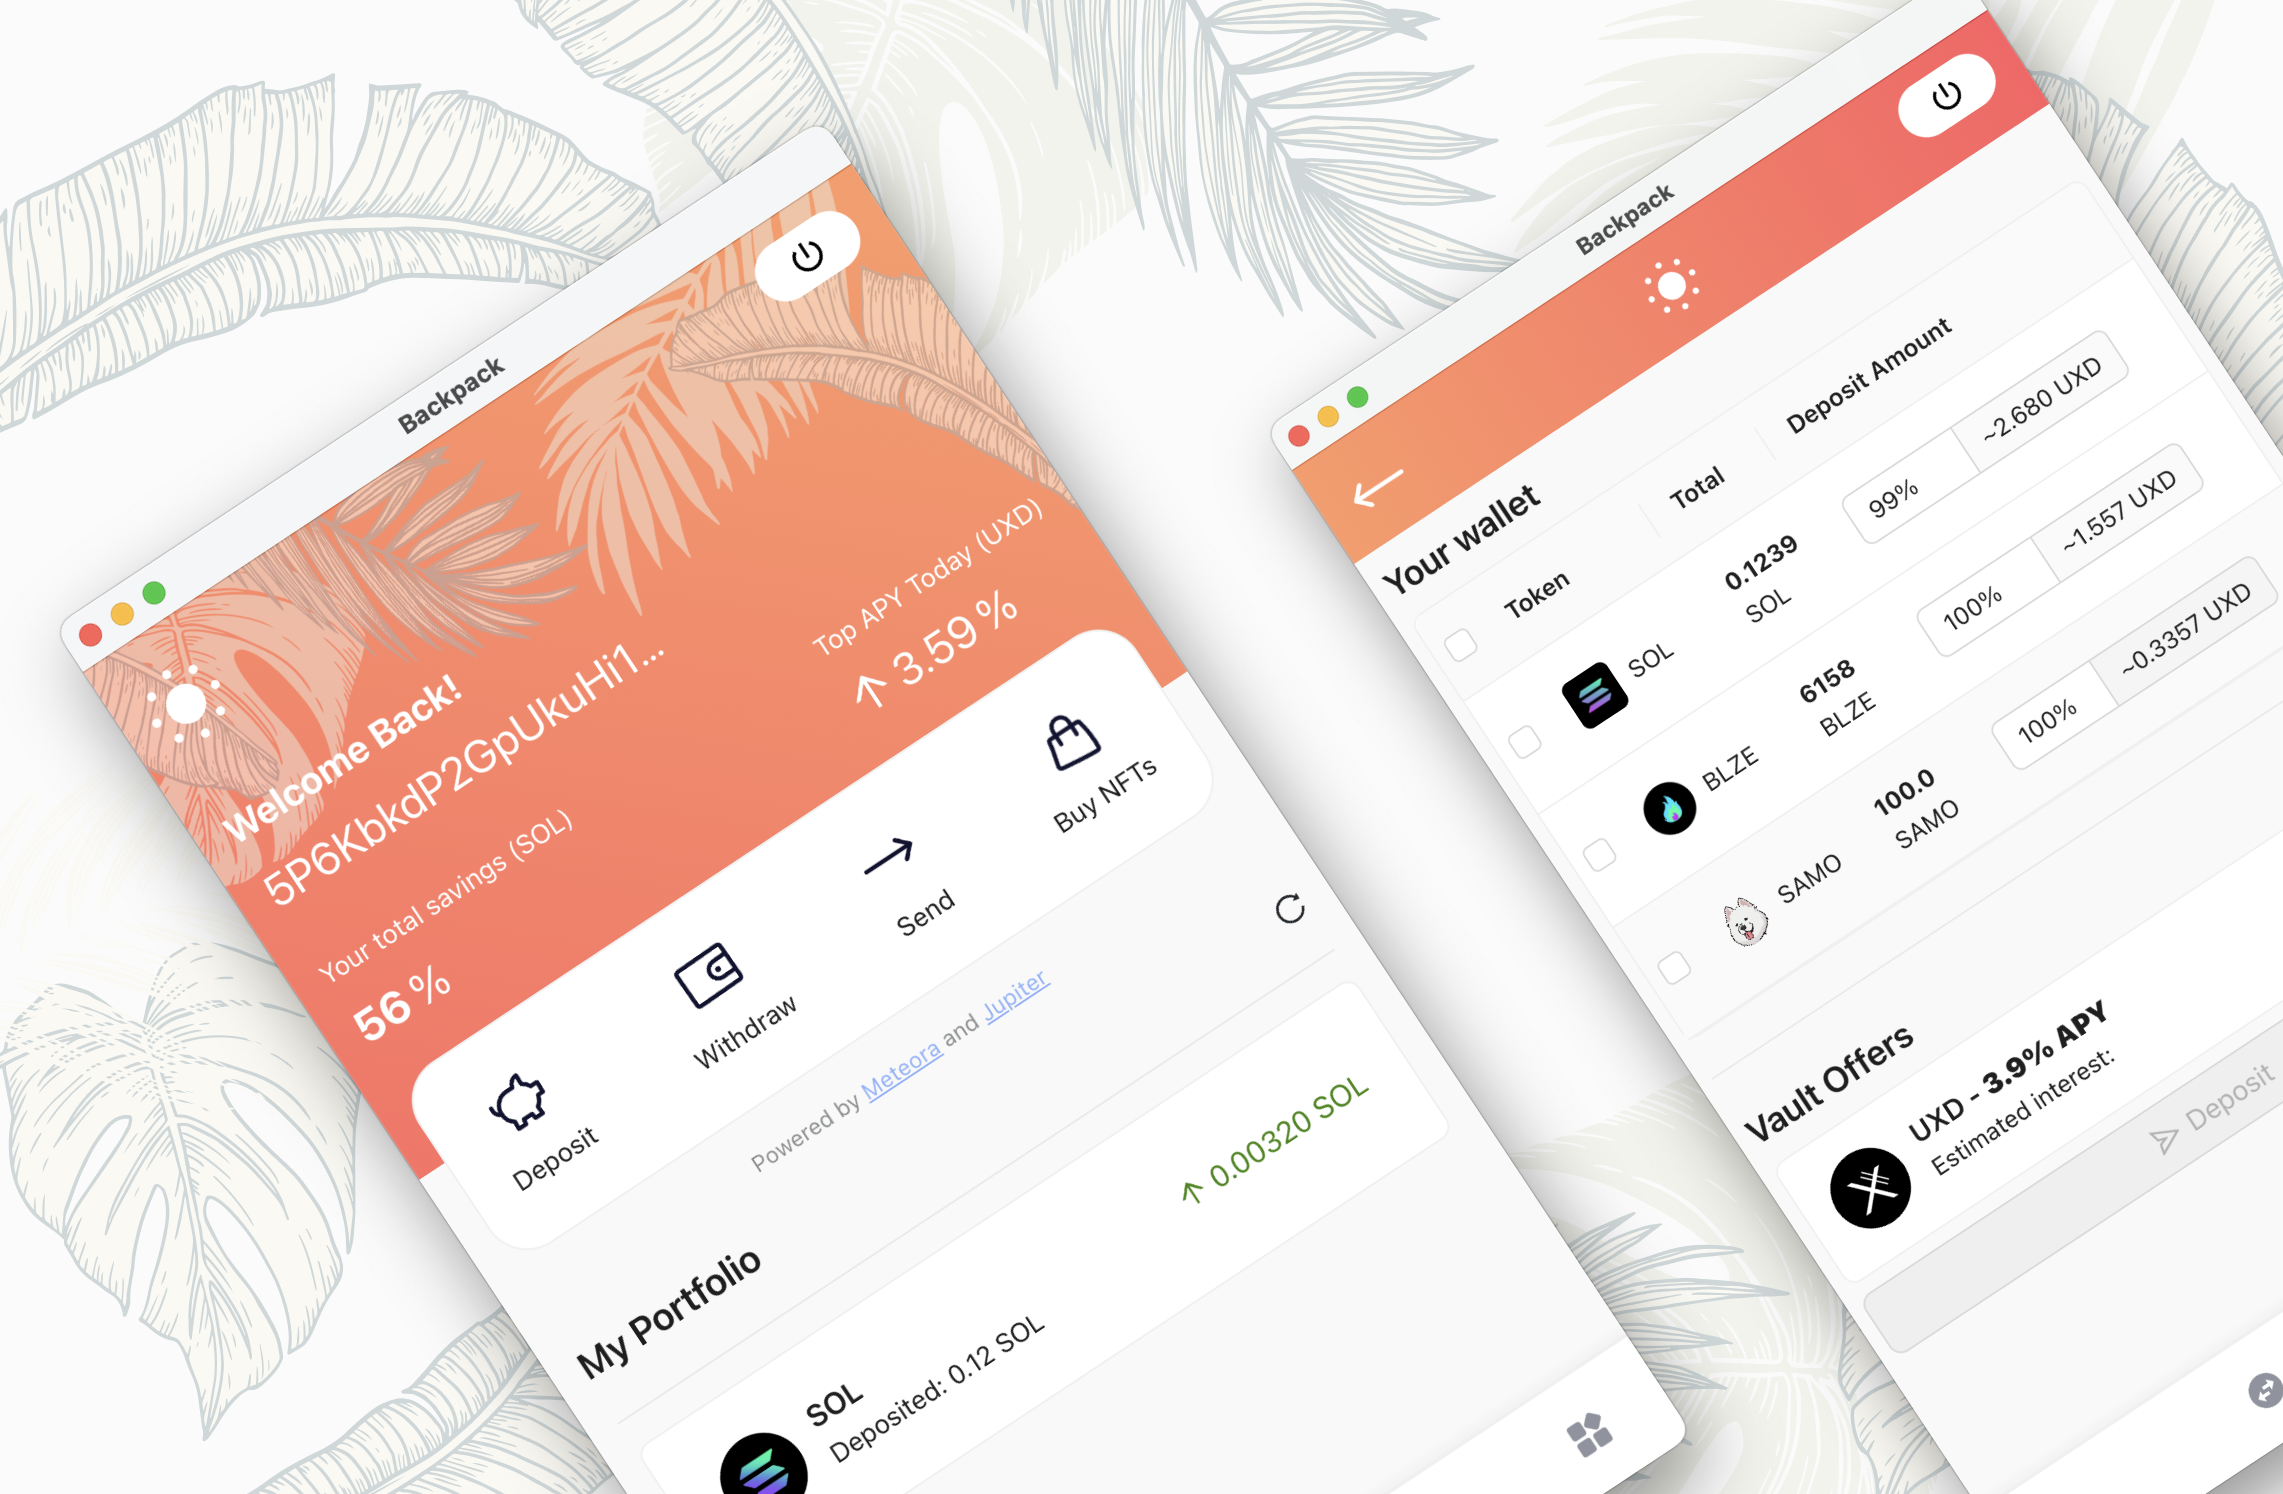 Backpack
Welcome Back!
5P6KbkdP2GpUkuHi1...
Your total savings (SOL)
56 %
Top APY Today (UXD)
3.59 %
Deposit
Withdraw
Send
Buy NFTs
Powered by Meteora and Jupiter
My Portfolio
SOL
Deposited: 0.12 SOL
0.00320 SOL
Backpack
Your wallet
Token
Total
Deposit Amount
SOL
0.1239
SOL
99%
~2.680 UXD
BLZE
6158
BLZE
100%
~1.557 UXD
SAMO
100.0
SAMO
100%
~0.3357 UXD
Vault Offers
UXD - 3.9% APY
Estimated interest:
Deposit